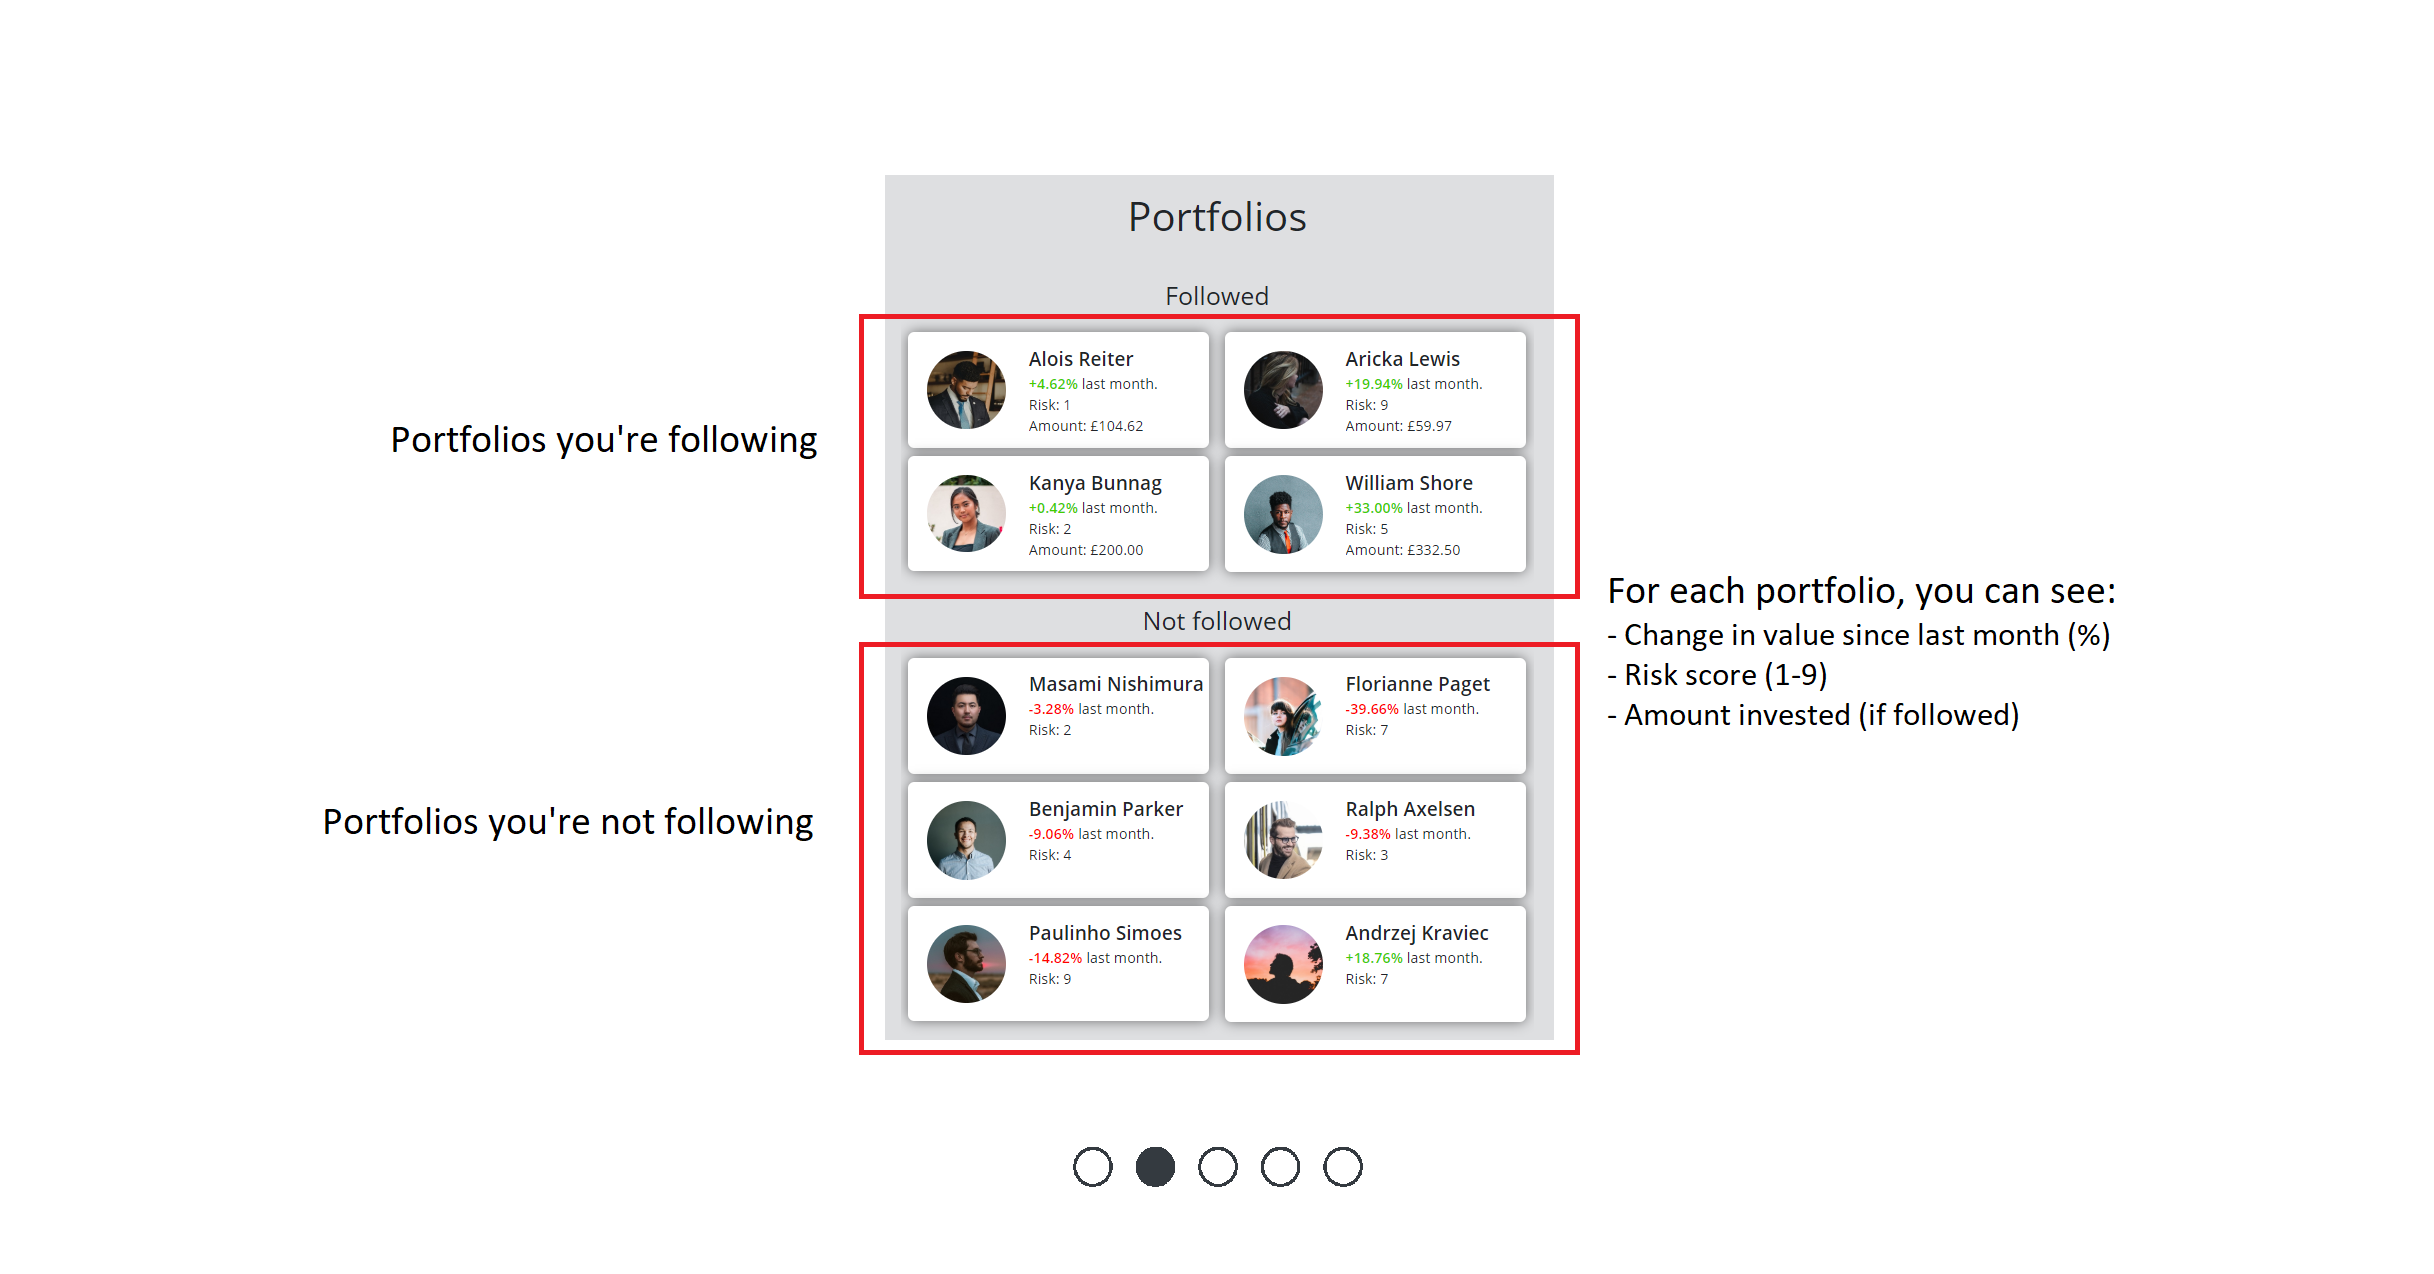 Portfolios
Followed
Portfolios you're following
Alois Reiter
+4.62% last month.
Risk: 1
Amount: £104.62
Aricka Lewis
+19.94% last month.
Risk: 9
Amount: £59.97
Kanya Bunnag
+0.42% last month.
Risk: 2
Amount: £200.00
William Shore
+33.00% last month.
Risk: 5
Amount: £332.50
For each portfolio, you can see:
- Change in value since last month (%)
- Risk score (1-9)
- Amount invested (if followed)
Not followed
Portfolios you're not following
Masami Nishimura
-3.28% last month.
Risk: 2
Florianne Paget
-39.66% last month.
Risk: 7
Benjamin Parker
-9.06% last month.
Risk: 4
Ralph Axelsen
-9.38% last month.
Risk: 3
Paulinho Simoes
-14.82% last month.
Risk: 9
Andrzej Kraviec
+18.76% last month.
Risk: 7